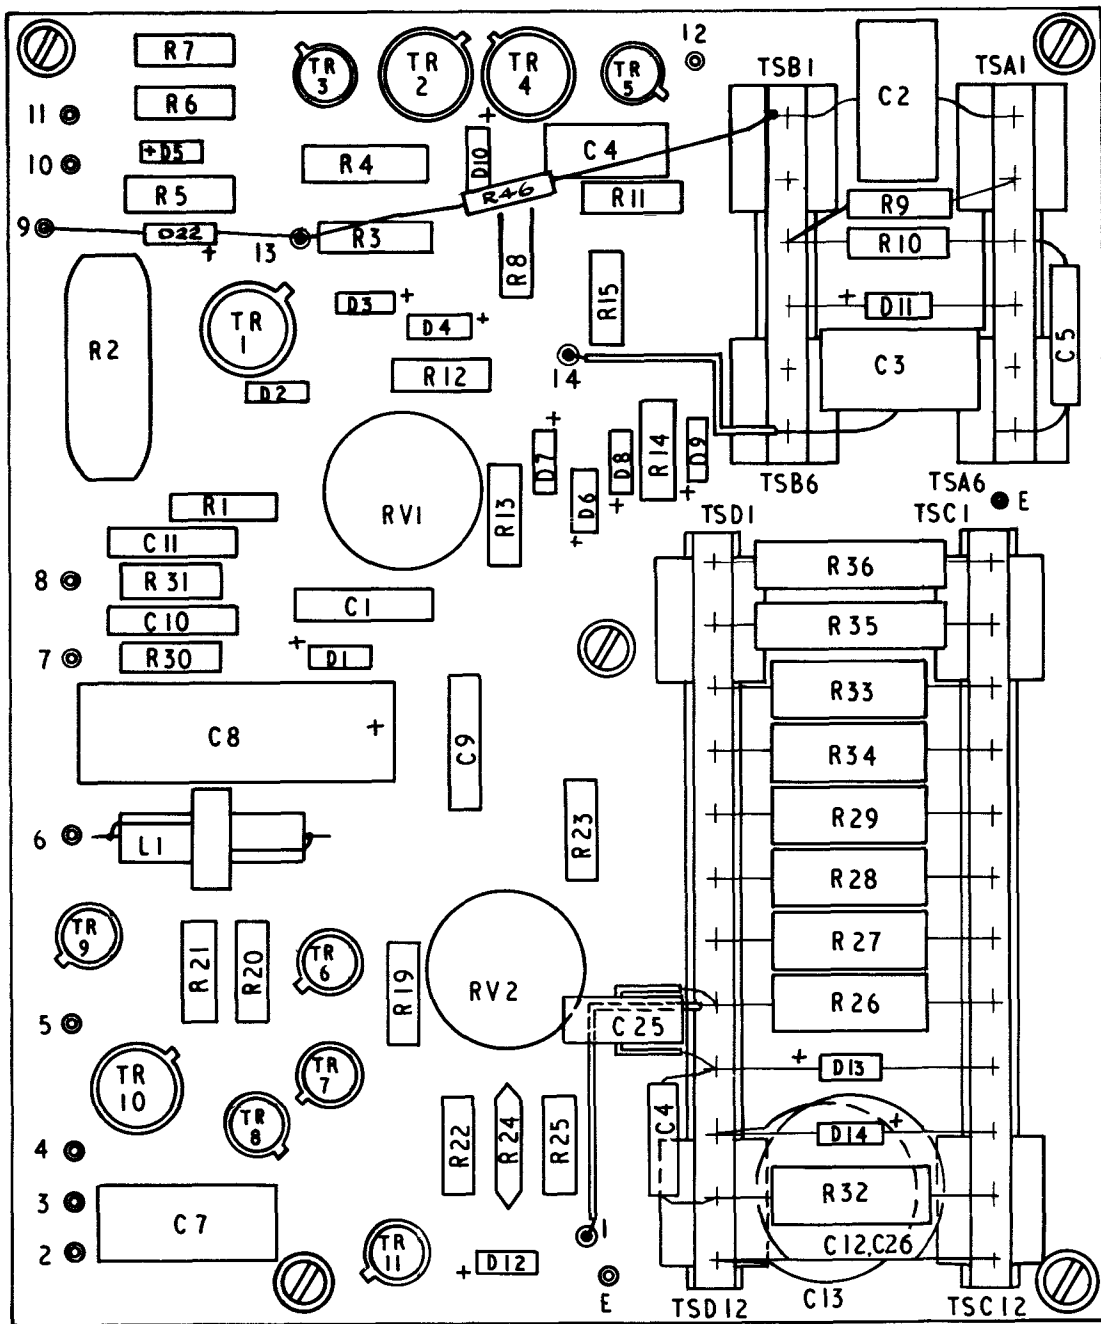 R7
TR
3
TR
2
TR
4
TR
5
12
TSB1
TSA1
C2
11
R6
+
C4
10
+D5
R4
D10
R5
R46
R11
R9
9
D22
+
13
R3
R8
R10
R15
R2
TR
1
D3
+
D4
+
+
D11
C5
14
C3
D2
R12
+
D7
D8
+
R14
D9
+
R13
D6
+
TSB6
TSA6
E
R1
RV1
TSD1
TSC1
C11
8
R31
R36
C10
C1
R35
7
R30
+
D1
R33
C8
+
C9
R34
6
L1
R23
R29
R28
TR
9
R21
R20
TR
6
R19
RV2
R27
R26
5
C25
TR
10
TR
7
+
D13
TR
8
R22
R24
R25
C4
D14
+
4
3
C7
R32
2
TR
11
+
D12
1
C12,C26
E
TSD12
C13
TSC12